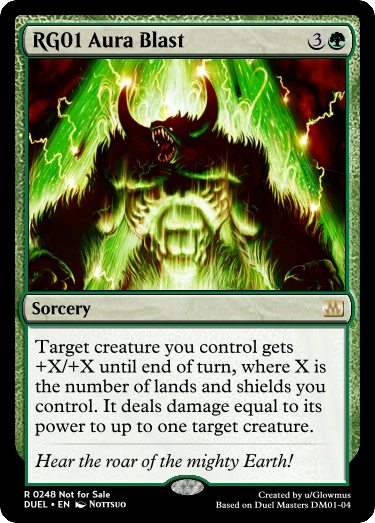 RG01 Aura Blast 3
Sorcery
Target creature you control gets
+X/+X until end of turn, where X is
the number of lands and shields you
control. It deals damage equal to its
power to up to one target creature.
Hear the roar of the mighty Earth!
R 0248 Not for Sale
DUEL • EN Nottsuo
Created by u/Glowmus
Based on Duel Masters DM01-04